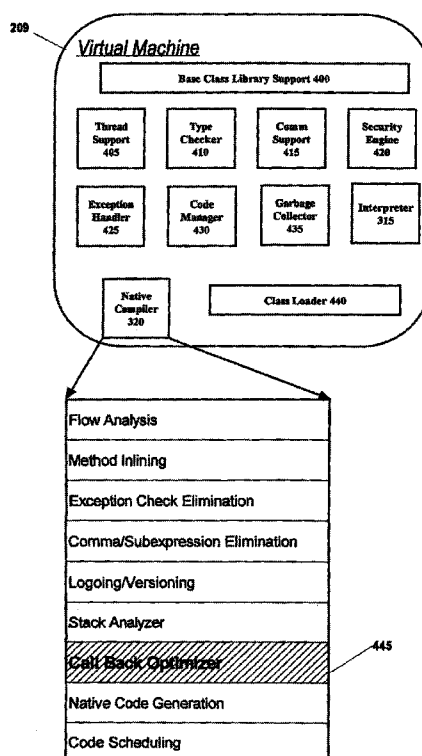 209
Virtual Machine
Base Class Library Support 400
Thread
Support
405
Type
Checker
410
Comm
Support
415
Security
Engine
420
Exception
Handler
425
Code
Manager
430
Garbage
Collector
435
Interpreter
315
Native
Compiler
320
Class Loader 440
Flow Analysis
Method Inlining
Exception Check Elimination
Comma/Subexpression Elimination
Logoing/Versioning
Stack Analyzer
Call Back Optimizer
445
Native Code Generation
Code Scheduling